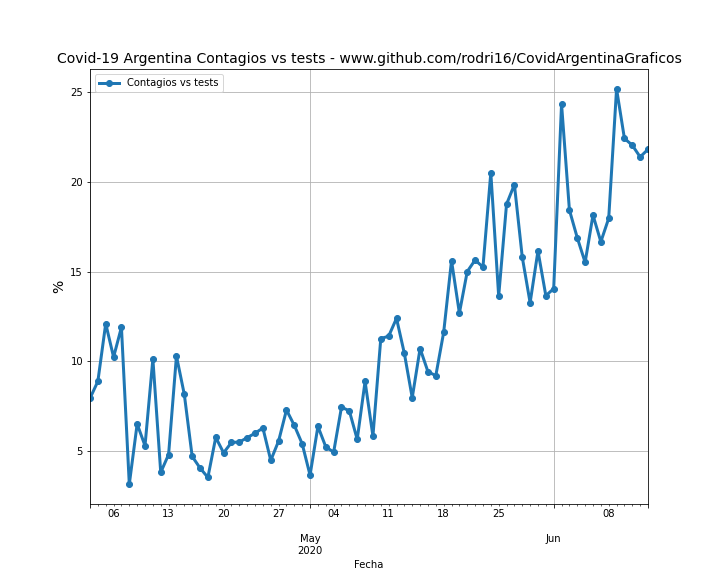 Covid-19 Argentina Contagios vs tests - www.github.com/rodri16/CovidArgentinaGraficos
Contagios vs tests
25
20
15
10
5
%
06 13 20 27 04 11 18 25 08
May Jun
2020
Fecha